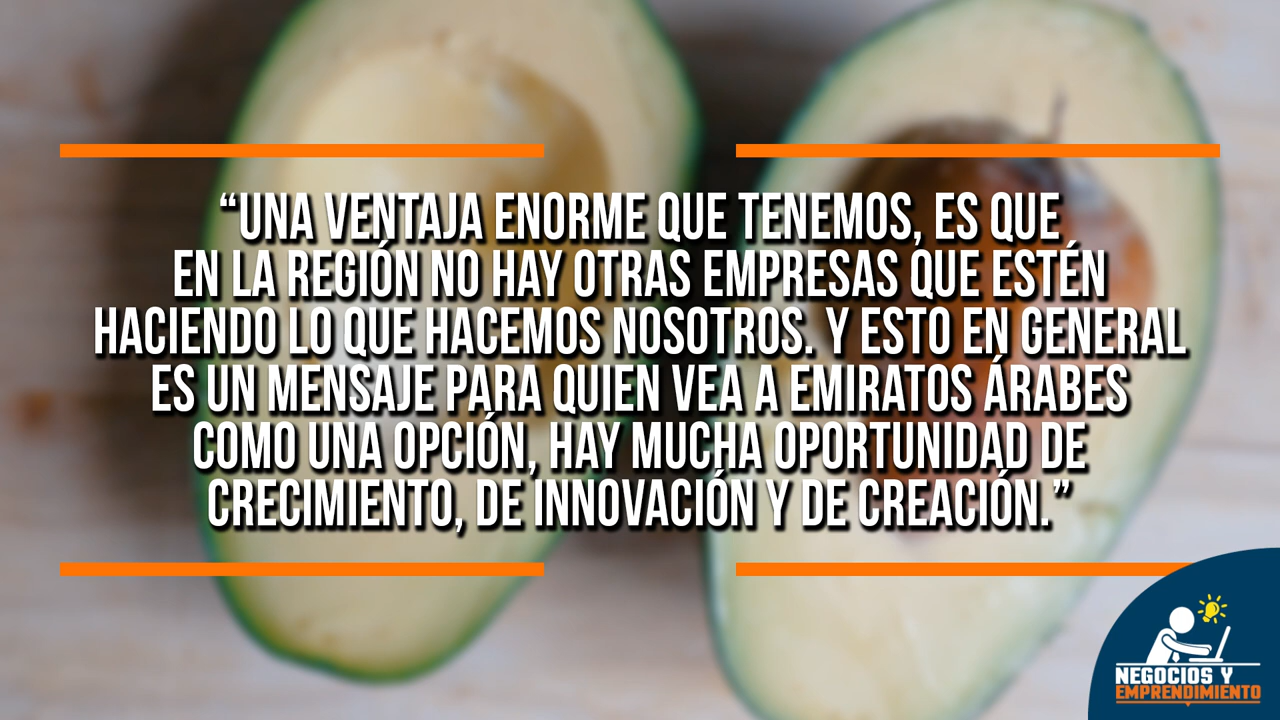 “UNA VENTAJA ENORME QUE TENEMOS, ES QUE
EN LA REGIÓN NO HAY OTRAS EMPRESAS QUE ESTÉN
HACIENDO LO QUE HACEMOS NOSOTROS. Y ESTO EN GENERAL
ES UN MENSAJE PARA QUIEN VEA A EMIRATOS ÁRABES
COMO UNA OPCIÓN, HAY MUCHA OPORTUNIDAD DE
CRECIMIENTO, DE INNOVACIÓN Y DE CREACIÓN.”
NEGOCIOS Y
EMPRENDIMIENTO